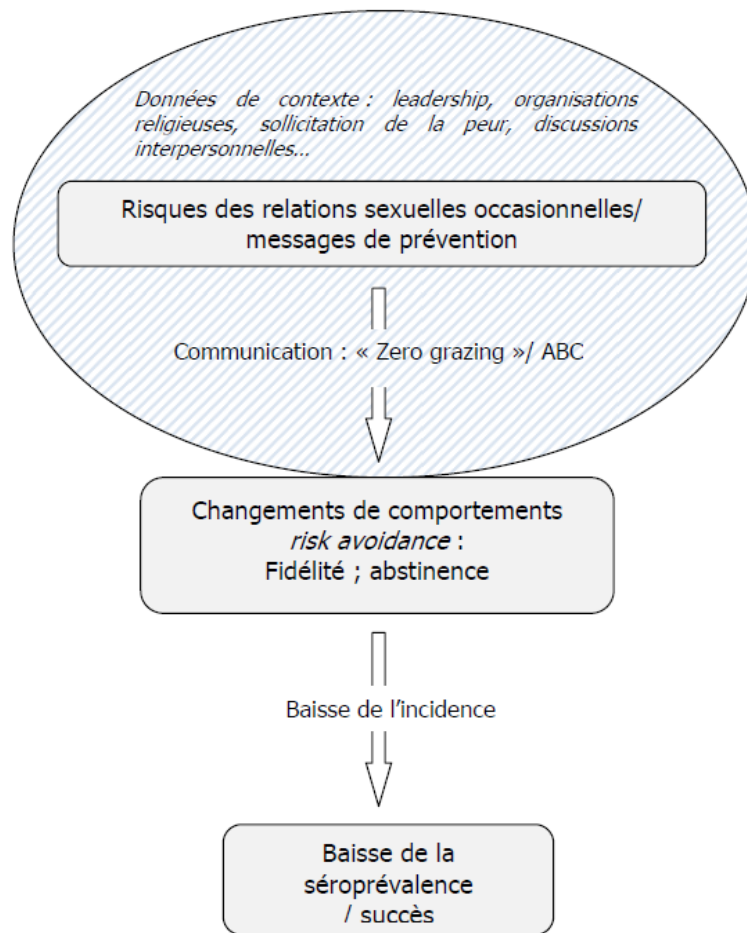 Données de contexte : leadership, organisations
religieuses, sollicitation de la peur, discussions
interpersonnelles…
Risques des relations sexuelles occasionnelles/
messages de prévention
Communication : « Zero grazing »/ ABC
Changements de comportements
risk avoidance :
Fidélité ; abstinence
Baisse de l’incidence
Baisse de la
séroprévalence
/ succès